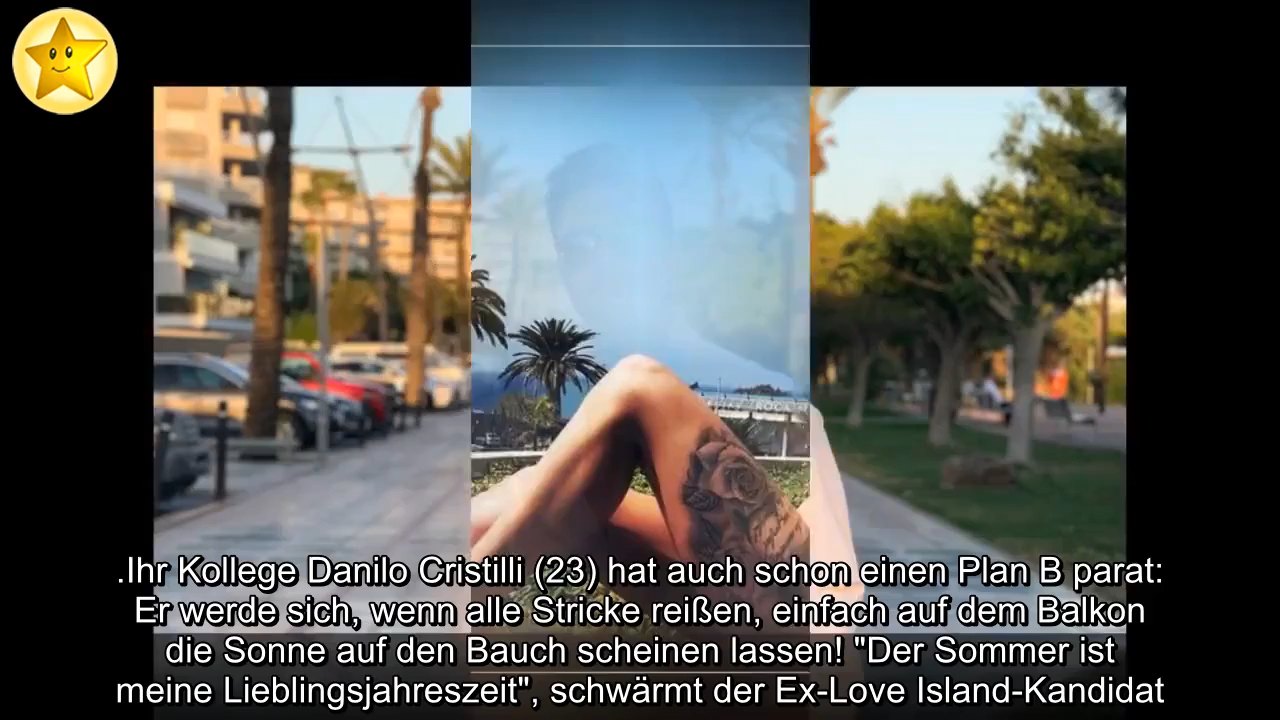 .Ihr Kollege Danilo Cristilli (23) hat auch schon einen Plan B parat:
Er werde sich, wenn alle Stricke reißen, einfach auf dem Balkon
die Sonne auf den Bauch scheinen lassen! "Der Sommer ist
meine Lieblingsjahreszeit", schwärmt der Ex-Love Island-Kandidat